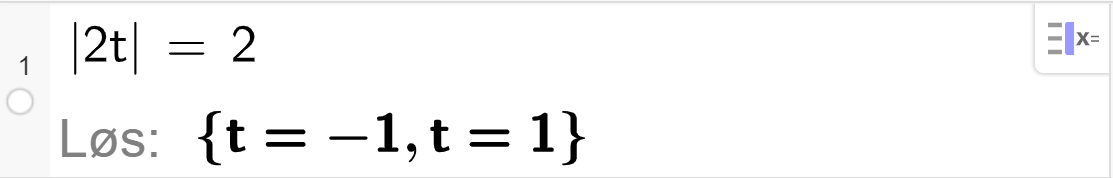 1
|2t| = 2
x=
Løs: {t = −1, t = 1}